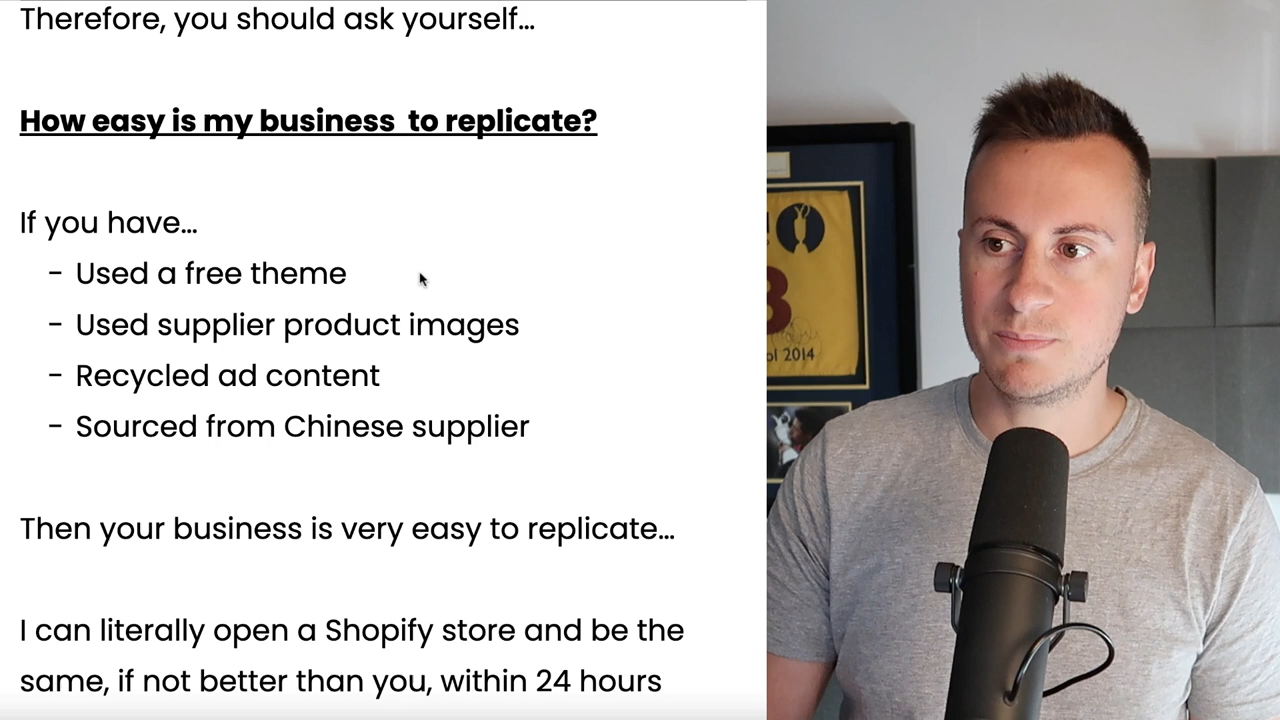 Therefore, you should ask yourself...
How easy is my business  to replicate?
If you have...
- Used a free theme
- Used supplier product images
- Recycled ad content
- Sourced from Chinese supplier
Then your business is very easy to replicate...
I can literally open a Shopify store and be the
same, if not better than you, within 24 hours
2014